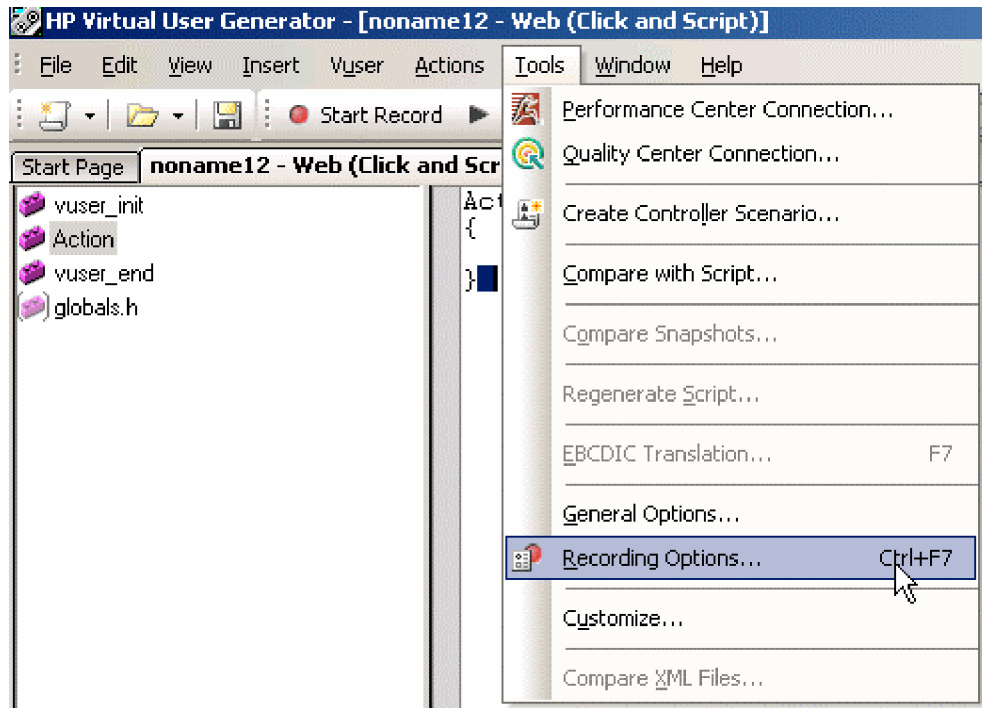 HP Virtual User Generator - [noname12 - Web (Click and Script)]
File Edit View Insert Vuser Actions Tools Window Help
Start Record
Start Page noname12 - Web (Click and Scr
vuser_init
Action
vuser_end
globals.h
Act
{
}
Performance Center Connection...
Quality Center Connection...
Create Controller Scenario...
Compare with Script...
Compare Snapshots...
Regenerate Script...
EBCDIC Translation... F7
General Options...
Recording Options... Ctrl+F7
Customize...
Compare XML Files...